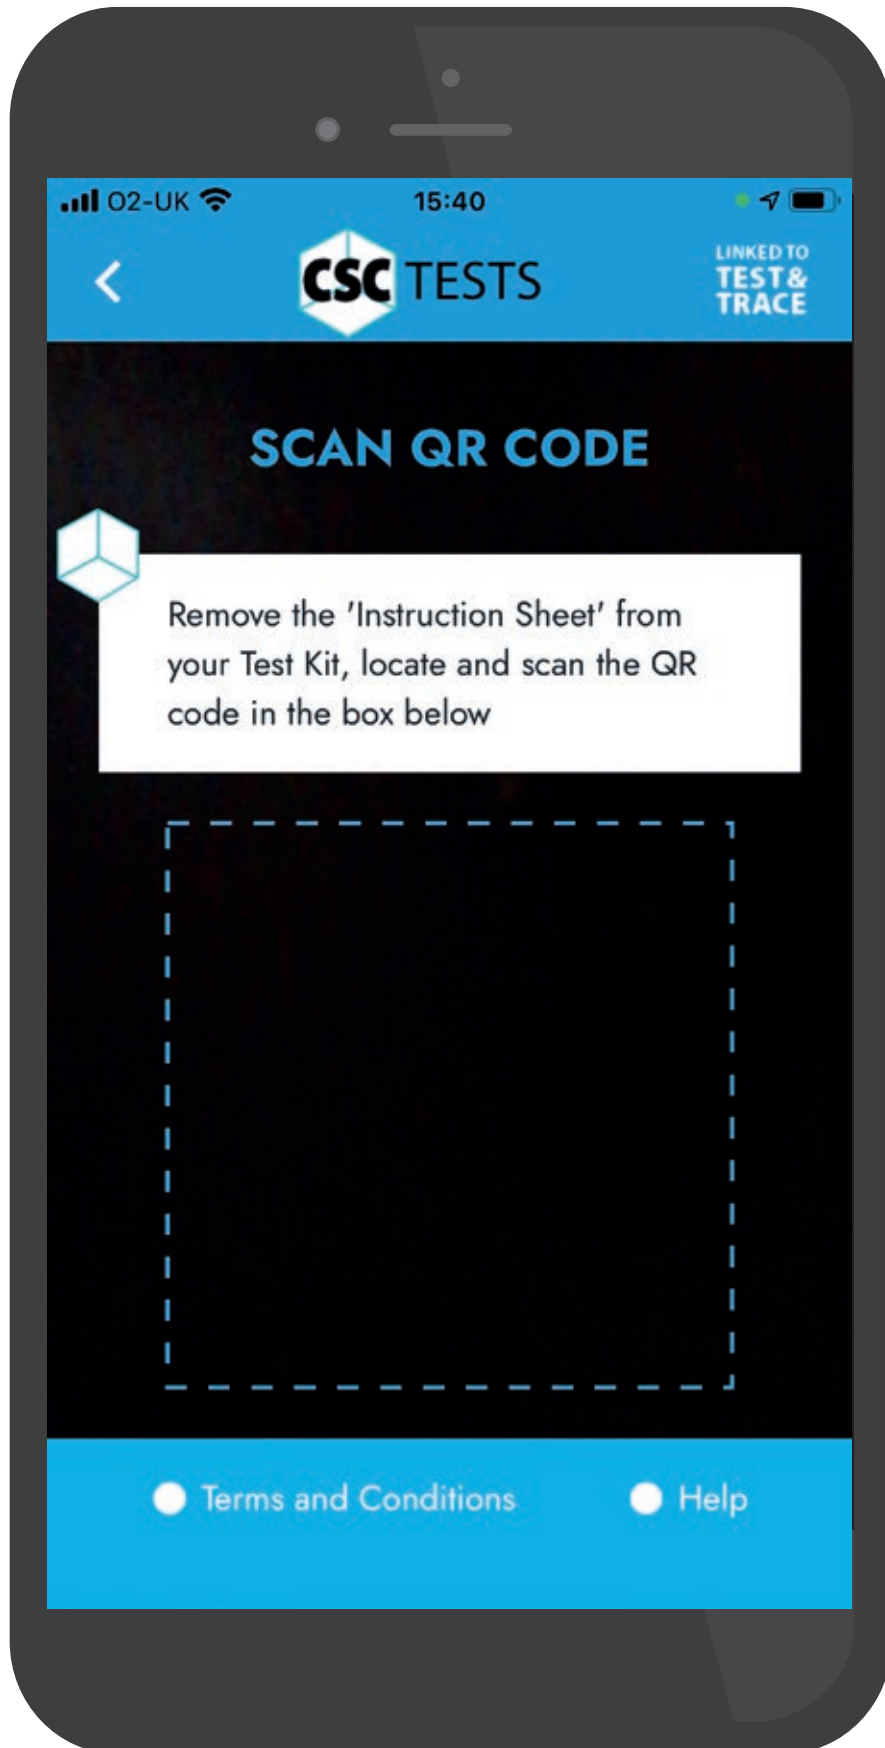 O2-UK
15:40
CSC TESTS
LINKED TO
TEST &
TRACE
SCAN QR CODE
Remove the 'Instruction Sheet' from
your Test Kit, locate and scan the QR
code in the box below
Terms and Conditions
Help